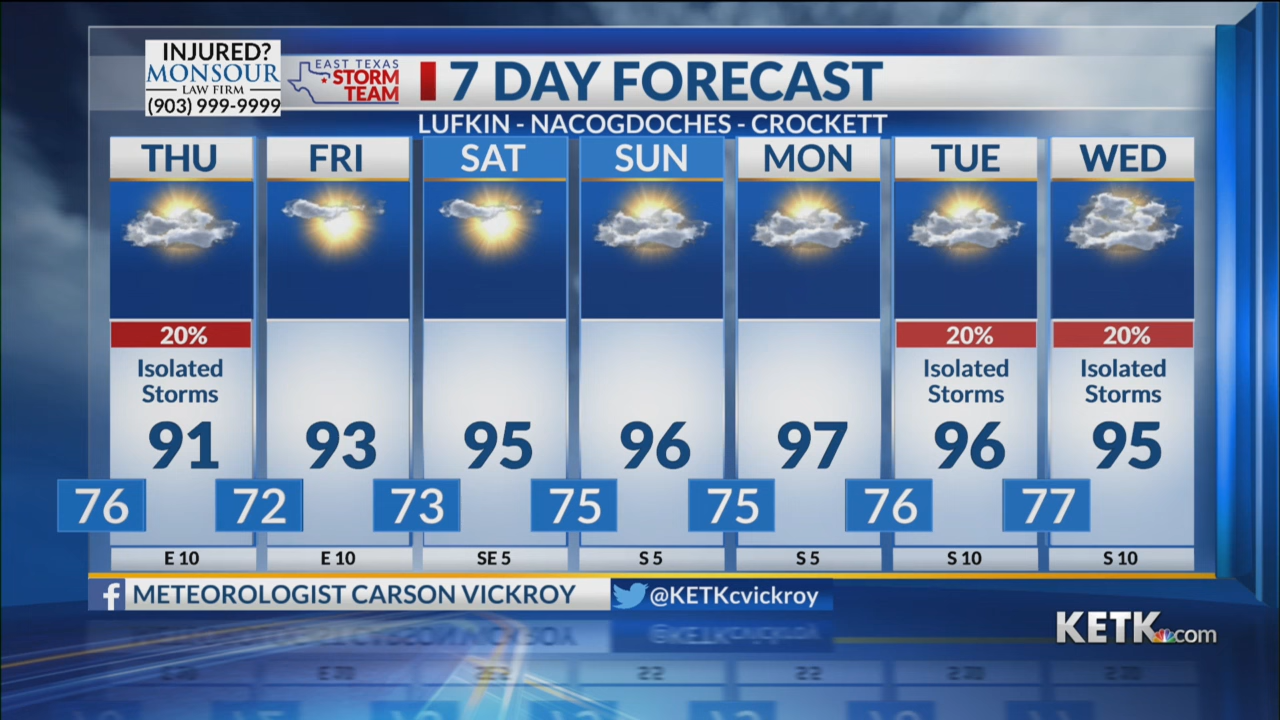 INJURED?
MONSOUR
LAW FIRM
(903) 999-9999
EAST TEXAS
STORM
TEAM
7 DAY FORECAST
LUFKIN - NACOGDOCHES - CROCKETT
THU FRI SAT SUN MON TUE WED
20% 20% 20%
Isolated Isolated Isolated
Storms Storms Storms
91 93 95 96 97 96 95
76 72 73 75 75 76 77
E 10 E 10 SE 5 S 5 S 5 S 10 S 10
f METEOROLOGIST CARSON VICKROY @KETKcvickroy
KETK.com